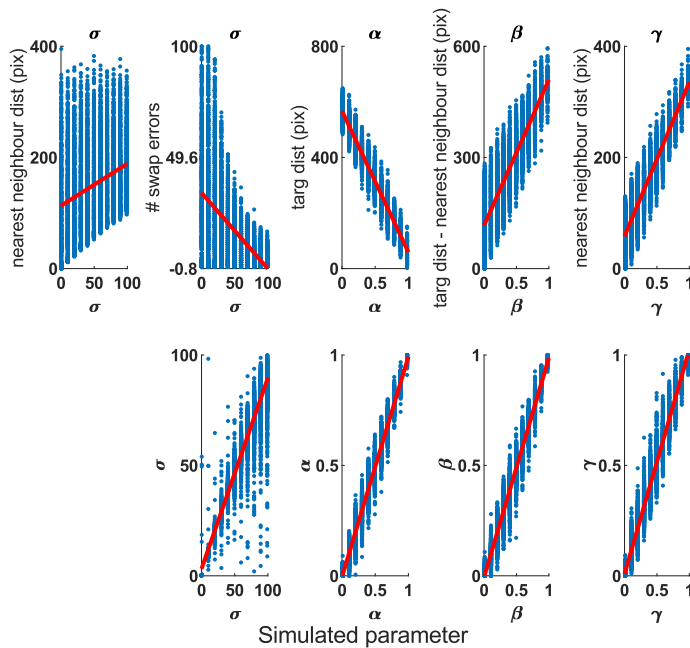 σ
σ
α
β
γ
nearest neighbour dist (pix)
400
200
0
0 50 100
σ
# swap errors
100
49.6
-0.8
0 50 100
σ
targ dist (pix)
800
400
0
0 0.5 1
α
targ dist - nearest neighbour dist (pix)
600
300
0
0 0.5 1
β
nearest neighbour dist (pix)
400
200
0
0 0.5 1
γ
σ
100
50
0
0 50 100
σ
α
1
0.5
0
0 0.5 1
α
β
1
0.5
0
0 0.5 1
β
γ
1
0.5
0
0 0.5 1
γ
Simulated parameter